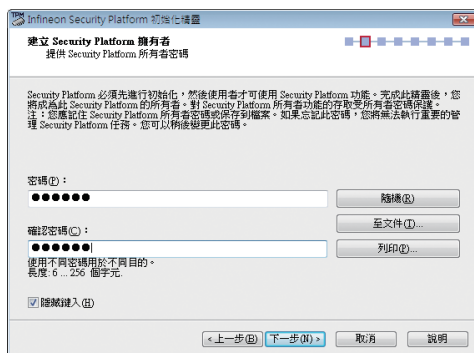 TPM
Infineon Security Platform 初始化精靈
建立 Security Platform 擁有者
提供 Security Platform 所有者密碼
Security Platform 必須先進行初始化，然後使用者才可使用 Security Platform 功能。完成此精靈後，您
將成為此 Security Platform 的所有者。對 Security Platform 所有者功能的存取受所有者密碼保護。
注：您應記住 Security Platform 所有者密碼或保存到檔案。如果忘記此密碼，您將無法執行重要的管
理 Security Platform 任務。您可以稍後變更此密碼。
密碼(P)：
●●●●●●
隨機(R)
至文件(T)...
確認密碼(C)：
●●●●●●
列印(P)...
使用不同密碼用於不同目的。
長度: 6 ... 256 個字元.
隱藏鍵入(H)
<上一步(B)
下一步(N)>
取消
說明